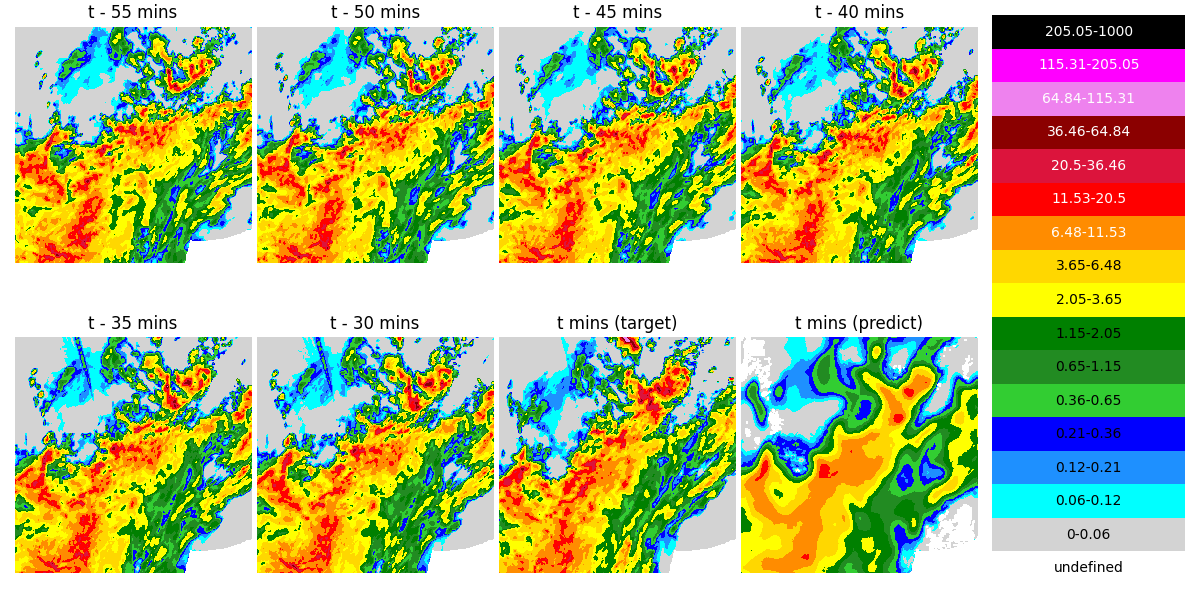 t - 55 mins
t - 50 mins
t - 45 mins
t - 40 mins
t - 35 mins
t - 30 mins
t mins (target)
t mins (predict)
205.05-1000
115.31-205.05
64.84-115.31
36.46-64.84
20.5-36.46
11.53-20.5
6.48-11.53
3.65-6.48
2.05-3.65
1.15-2.05
0.65-1.15
0.36-0.65
0.21-0.36
0.12-0.21
0.06-0.12
0-0.06
undefined